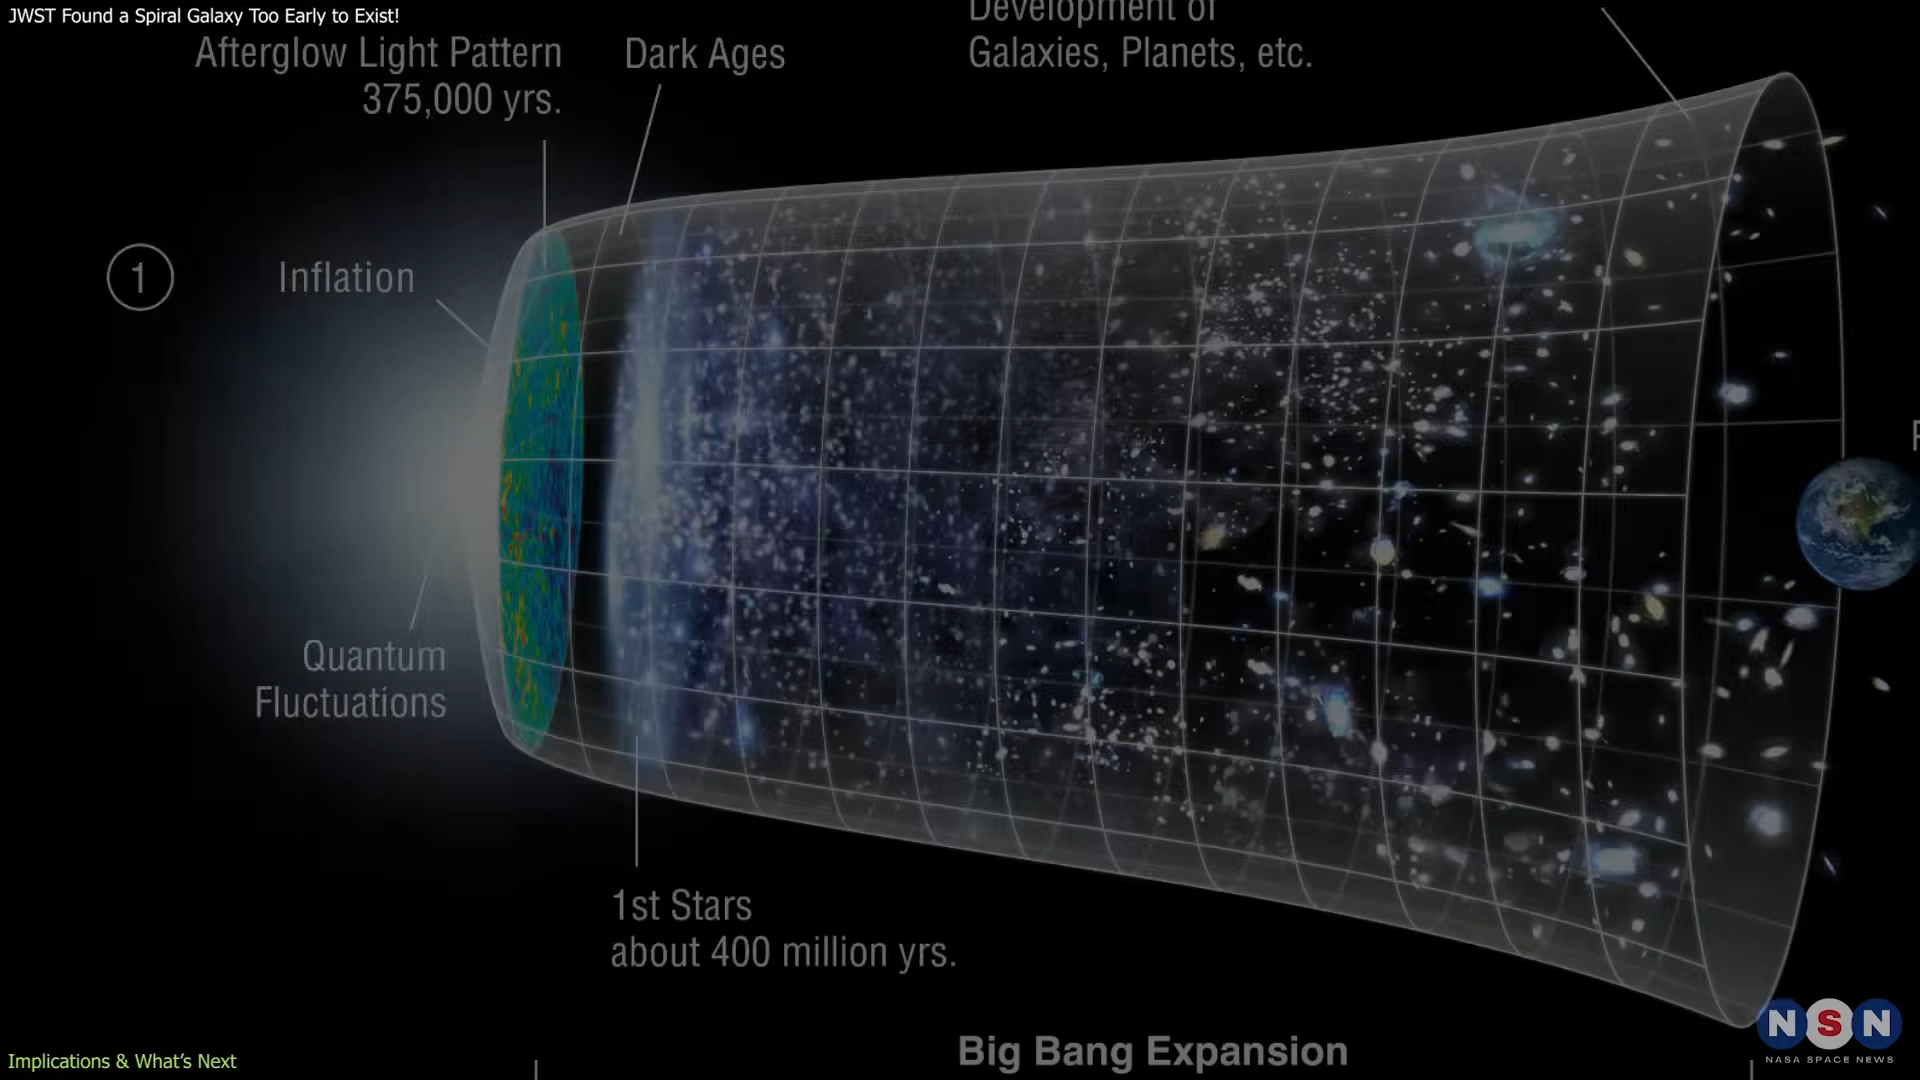 JWST Found a Spiral Galaxy Too Early to Exist!
Afterglow Light Pattern
375,000 yrs.
Dark Ages
Development of
Galaxies, Planets, etc.
1
Inflation
Quantum
Fluctuations
1st Stars
about 400 million yrs.
Big Bang Expansion
Implications & What’s Next
NSN
NASA SPACE NEWS